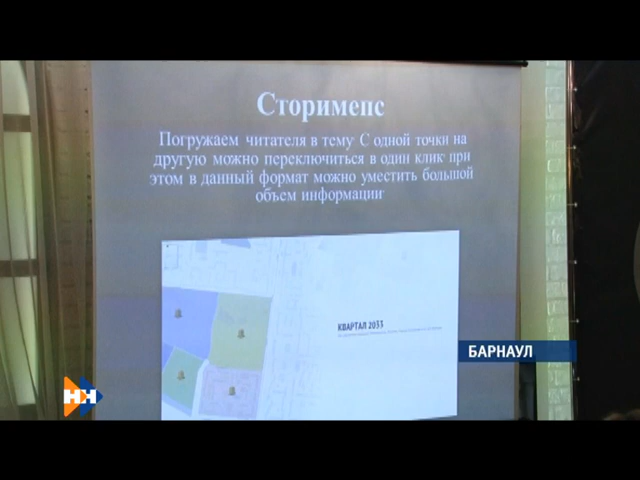 Сторимепс
Погружаем читателя в тему. С одной точки на
другую можно переключиться в один клик, при
этом в данный формат можно уместить большой
объем информации
КВАРТАЛ 2033
БАРНАУЛ
НН